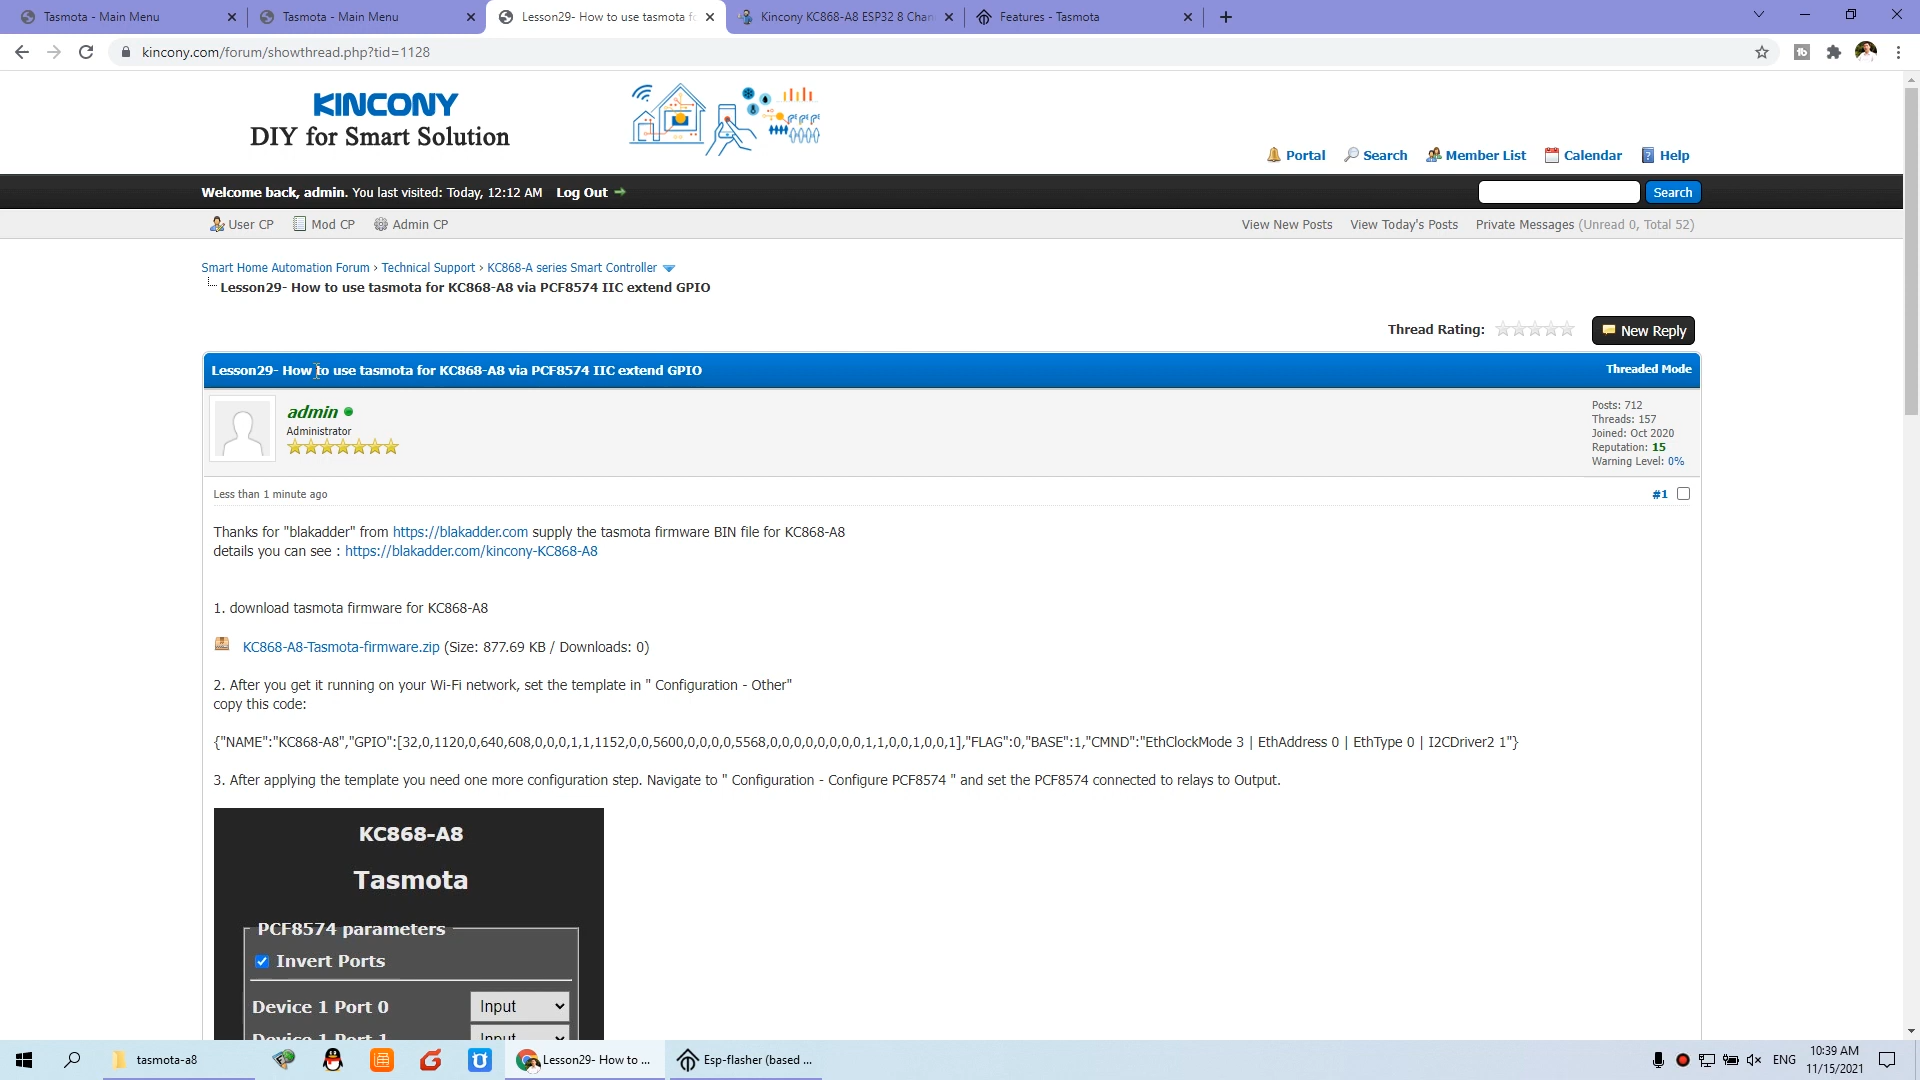 Tasmota - Main Menu
Tasmota - Main Menu
Lesson29- How to use tasmota fo
Kincony KC868-A8 ESP32 8 Chan
Features - Tasmota
kincony.com/forum/showthread.php?tid=1128
KINCONY
DIY for Smart Solution
Portal
Search
Member List
Calendar
Help
Welcome back, admin. You last visited: Today, 12:12 AM Log Out
Search
User CP
Mod CP
Admin CP
View New Posts
View Today's Posts
Private Messages (Unread 0, Total 52)
Smart Home Automation Forum › Technical Support › KC868-A series Smart Controller
Lesson29- How to use tasmota for KC868-A8 via PCF8574 IIC extend GPIO
Thread Rating:
New Reply
Lesson29- How to use tasmota for KC868-A8 via PCF8574 IIC extend GPIO
Threaded Mode
admin
Administrator
Posts: 712
Threads: 157
Joined: Oct 2020
Reputation: 15
Warning Level: 0%
Less than 1 minute ago
#1
Thanks for "blakadder" from https://blakadder.com supply the tasmota firmware BIN file for KC868-A8
details you can see : https://blakadder.com/kincony-KC868-A8
1. download tasmota firmware for KC868-A8
KC868-A8-Tasmota-firmware.zip (Size: 877.69 KB / Downloads: 0)
2. After you get it running on your Wi-Fi network, set the template in " Configuration - Other"
copy this code:
{"NAME":"KC868-A8","GPIO":[32,0,1120,0,640,608,0,0,0,1,1,1152,0,0,5600,0,0,0,0,5568,0,0,0,0,0,0,0,0,1,1,0,0,1,0,0,1],"FLAG":0,"BASE":1,"CMND":"EthClockMode 3 | EthAddress 0 | EthType 0 | I2CDriver2 1"}
3. After applying the template you need one more configuration step. Navigate to " Configuration - Configure PCF8574 " and set the PCF8574 connected to relays to Output.
KC868-A8
Tasmota
PCF8574 parameters
Invert Ports
Device 1 Port 0
Input
Device 1 Port 1
Input
tasmota-a8
Lesson29- How to ...
Esp-flasher (based ...
ENG
10:39 AM
11/15/2021